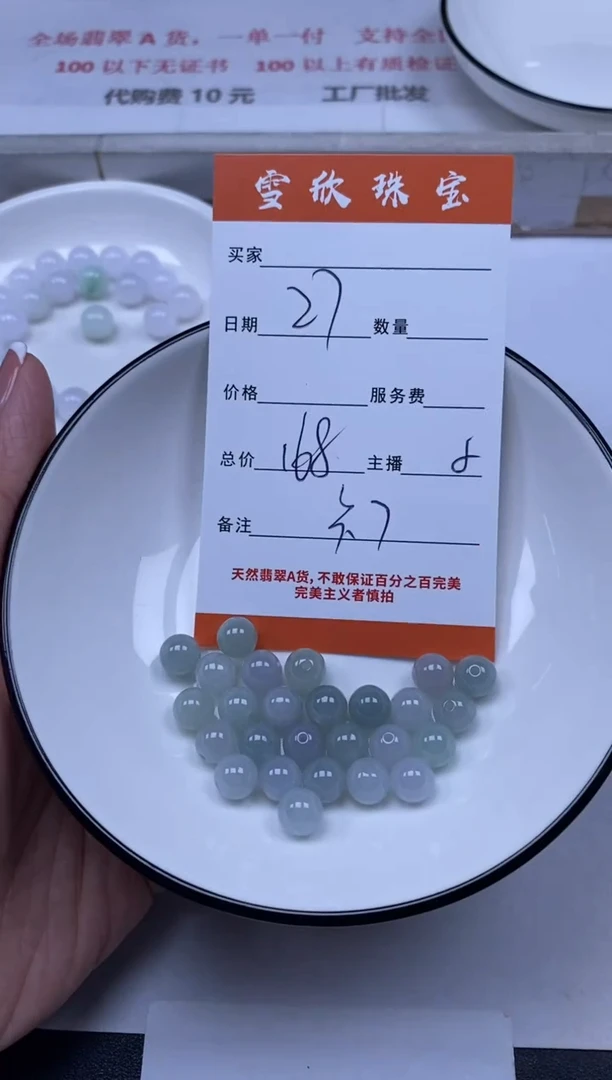 全场翡翠 A 货，一单一付 支持全
100 以下无证书 100 以上有质检证
代购费 10 元 工厂批发
雪欣珠宝
买家
日期 27 数量
价格 服务费
总价 168 主播
备注
天然翡翠A货，不敢保证百分之百完美
完美主义者慎拍